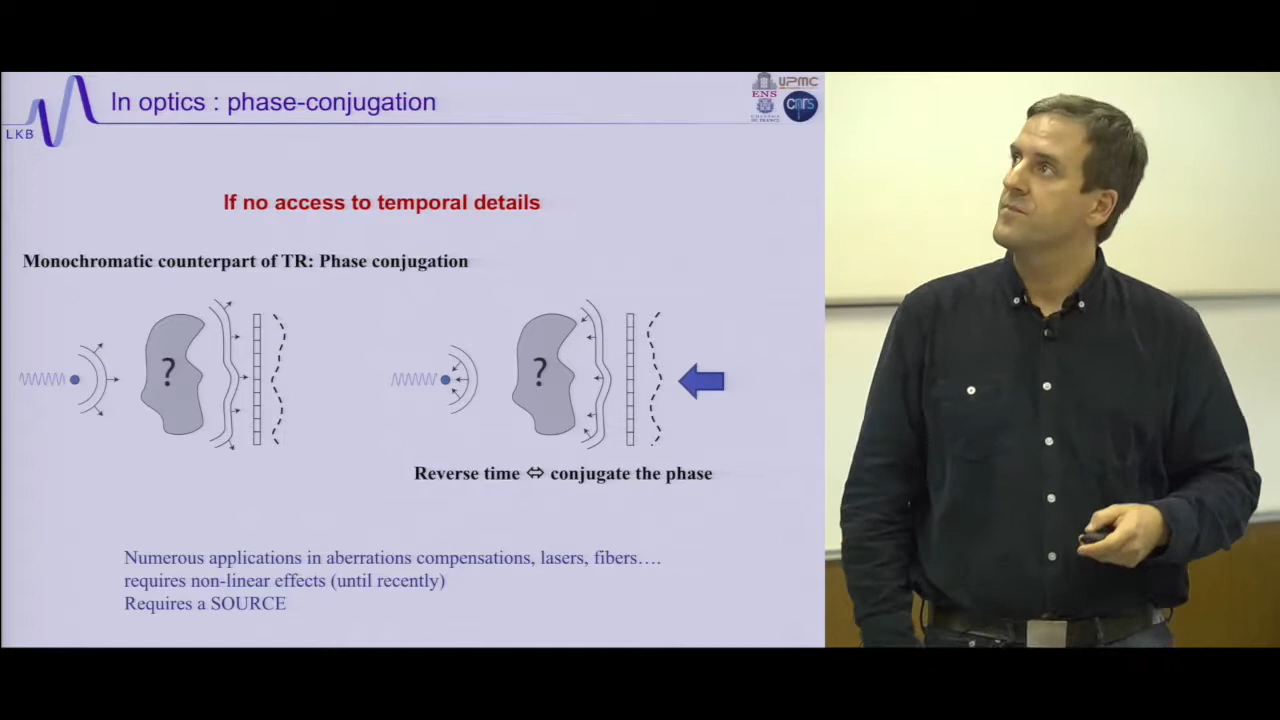 In optics : phase-conjugation
LKB
ENS
UPMC
cnrs
If no access to temporal details
Monochromatic counterpart of TR: Phase conjugation
?
?
Reverse time ⇔ conjugate the phase
Numerous applications in aberrations compensations, lasers, fibers….
requires non-linear effects (until recently)
Requires a SOURCE